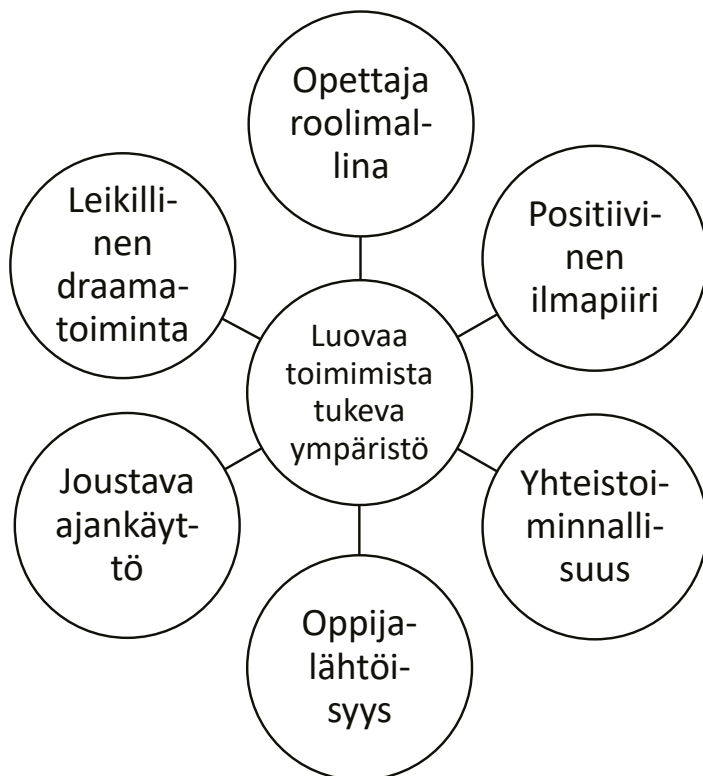 Opettaja
roolimal-
lina
Leikilli-
nen
draama-
toiminta
Positiivi-
nen
ilmapiiri
Luovaa
toimimista
tukeva
ympäristö
Joustava
ajankäyt-
tö
Yhteistoi-
minnalli-
suus
Oppija-
lähtöi-
syys